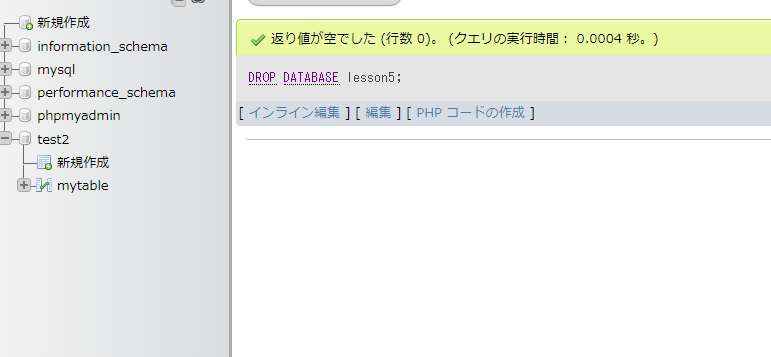 新規作成
information_schema
mysql
performance_schema
phpmyadmin
test2
新規作成
mytable
返り値が空でした (行数 0)。 (クエリの実行時間： 0.0004 秒。)
DROP DATABASE lesson5;
[ インライン編集 ] [ 編集 ] [ PHP コードの作成 ]